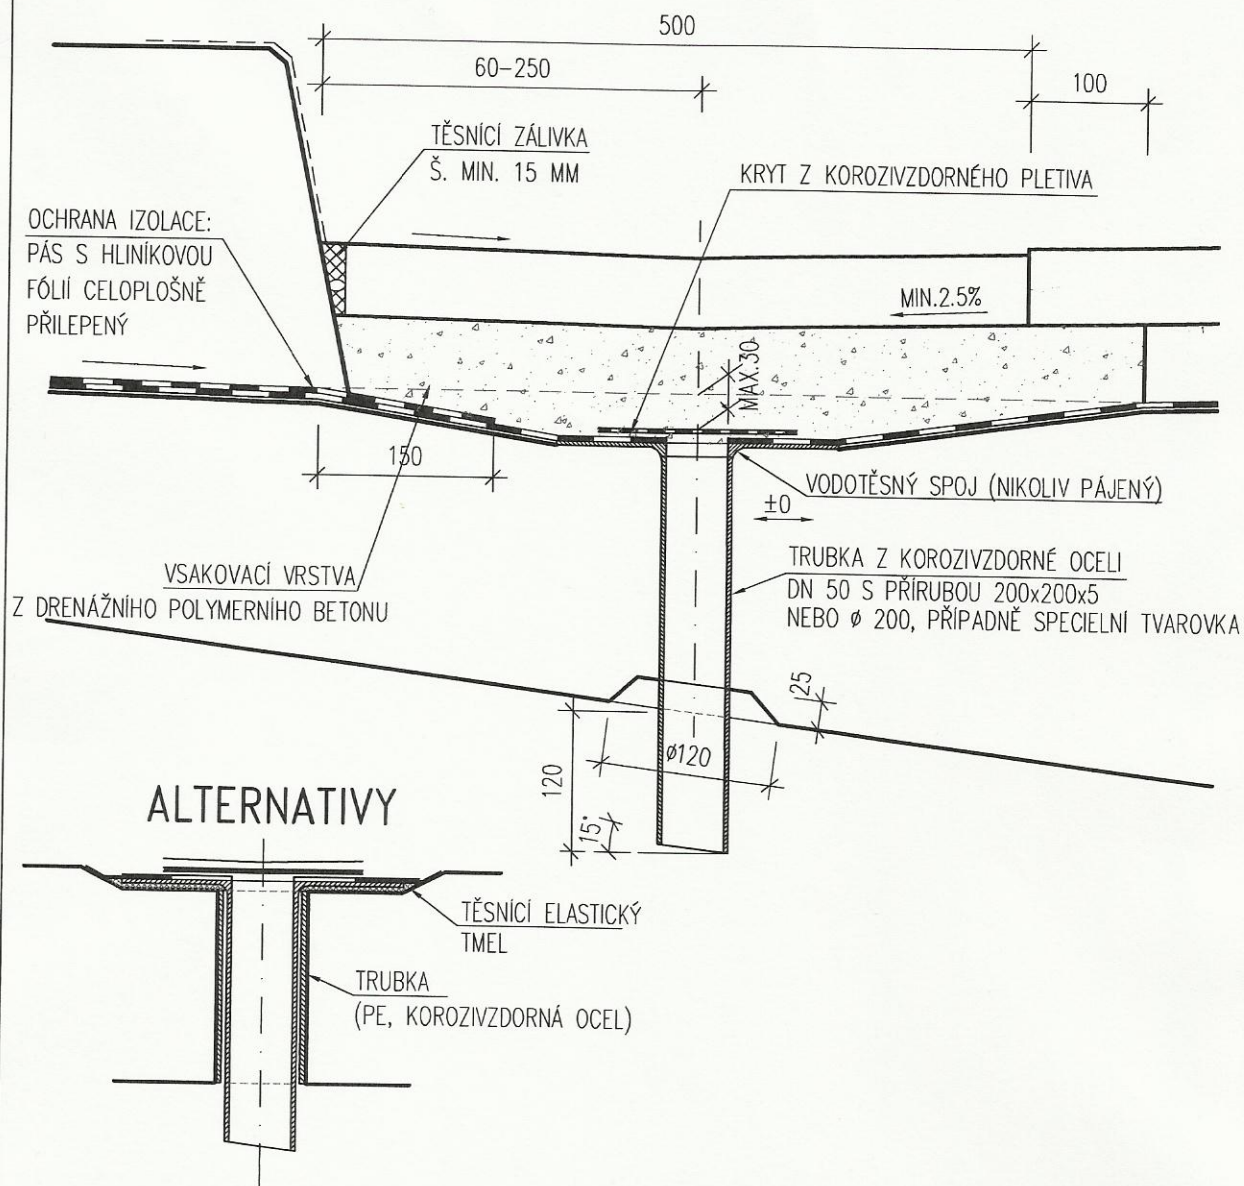 500
60-250
100
TĚSNÍCÍ ZÁLIVKA
Š. MIN. 15 MM
KRYT Z KOROZIVZDORNÉHO PLETIVA
OCHRANA IZOLACE:
PÁS S HLINÍKOVOU
FÓLIÍ CELOPLOŠNĚ
PŘILEPENÝ
MIN.2.5%
MAX.30
150
VODOTĚSNÝ SPOJ (NIKOLIV PÁJENÝ)
±0
VSAKOVACÍ VRSTVA
Z DRENÁŽNÍHO POLYMERNÍHO BETONU
TRUBKA Z KOROZIVZDORNÉ OCELI
DN 50 S PŘÍRUBOU 200x200x5
NEBO ø 200, PŘÍPADNĚ SPECIELNÍ TVAROVKA
25
ø120
120
15°
ALTERNATIVY
TĚSNÍCÍ ELASTICKÝ
TMEL
TRUBKA
(PE, KOROZIVZDORNÁ OCEL)